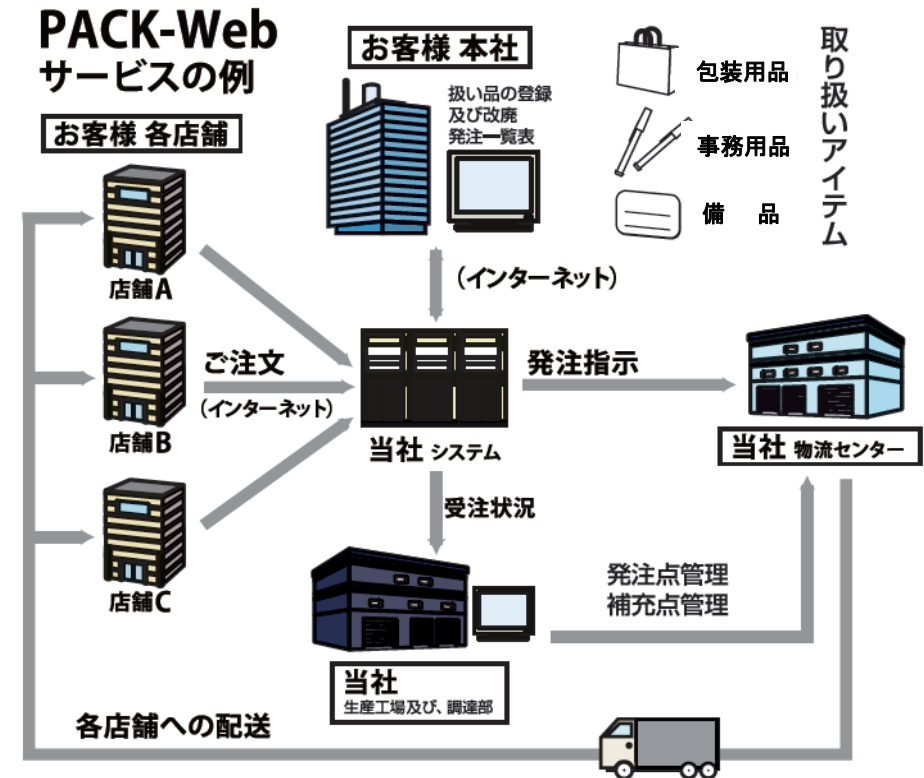 PACK-Web
サービスの例
お客様 各店舗
店舗A
店舗B
店舗C
お客様 本社
扱い品の登録
及び改廃
発注一覧表
(インターネット)
包装用品
事務用品
備 品
取り扱いアイテム
ご注文
(インターネット)
当社 システム
発注指示
当社 物流センター
受注状況
当社
生産工場及び、調達部
発注点管理
補充点管理
各店舗への配送